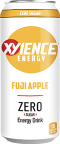 XYIENCE
ENERGY
FUJI APPLE
ZERO
SUGAR
Energy Drink